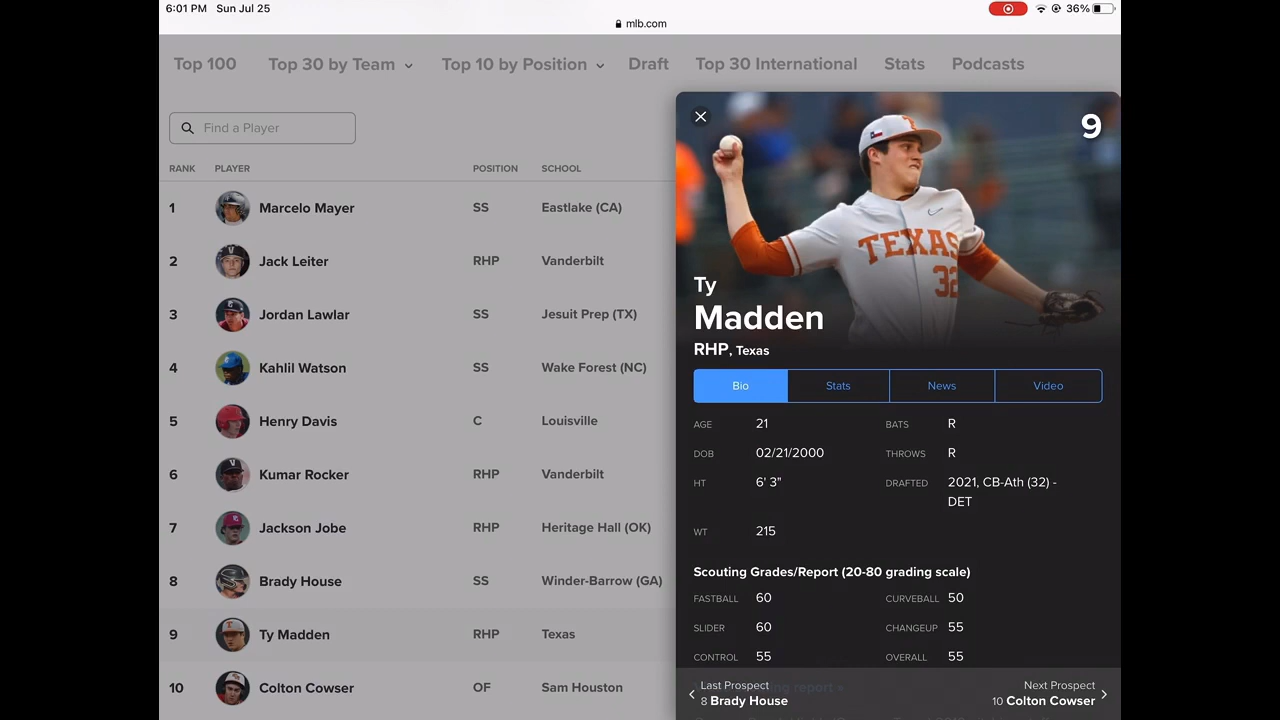 6:01 PM Sun Jul 25
36%
mlb.com
Top 100 Top 30 by Team Top 10 by Position Draft Top 30 International Stats Podcasts
Find a Player
RANK PLAYER POSITION SCHOOL
1 Marcelo Mayer SS Eastlake (CA)
2 Jack Leiter RHP Vanderbilt
3 Jordan Lawlar SS Jesuit Prep (TX)
4 Kahlil Watson SS Wake Forest (NC)
5 Henry Davis C Louisville
6 Kumar Rocker RHP Vanderbilt
7 Jackson Jobe RHP Heritage Hall (OK)
8 Brady House SS Winder-Barrow (GA)
9 Ty Madden RHP Texas
10 Colton Cowser OF Sam Houston
9
TEXAS
32
Ty
Madden
RHP, Texas
Bio Stats News Video
AGE 21 BATS R
DOB 02/21/2000 THROWS R
HT 6' 3" DRAFTED 2021, CB-Ath (32) -
DET
WT 215
Scouting Grades/Report (20-80 grading scale)
FASTBALL 60 CURVEBALL 50
SLIDER 60 CHANGEUP 55
CONTROL 55 OVERALL 55
Last Prospect Next Prospect
8 Brady House 10 Colton Cowser